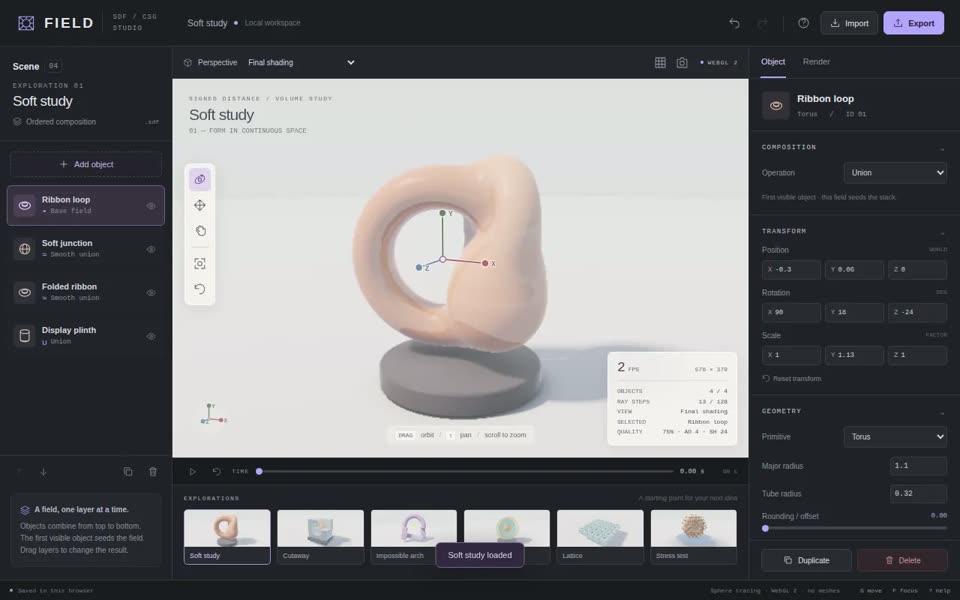 FIELD
SDF / CSG
STUDIO
Soft study
Local workspace
Import
Export
Scene 04
EXPLORATION 01
Soft study
Ordered composition
.sdf
Add object
Ribbon loop
Base field
Soft junction
Smooth union
Folded ribbon
Smooth union
Display plinth
Union
A field, one layer at a time.
Objects combine from top to bottom.
The first visible object seeds the field.
Drag layers to change the result.
Saved in this browser
Perspective
Final shading
WEBGL 2
SIGNED DISTANCE / VOLUME STUDY
Soft study
01 — FORM IN CONTINUOUS SPACE
Y
X
Z
Y
X
Z
2 FPS
OBJECTS 4 / 4
RAY STEPS 13 / 128
VIEW Final shading
SELECTED Ribbon loop
QUALITY 75% · AO 4 · SH 24
DRAG orbit / pan / scroll to zoom
TIME
0.00 s
EXPLORATIONS
A starting point for your next idea
Soft study
Cutaway
Impossible arch
Lattice
Stress test
Soft study loaded
Object
Render
Ribbon loop
Torus / ID 01
COMPOSITION
Operation
Union
First visible object · this field seeds the stack.
TRANSFORM
Position
WORLD
X -0.3
Y 0.06
Z 0
Rotation
DEG
X 90
Y 18
Z -24
Scale
FACTOR
X 1
Y 1.13
Z 1
Reset transform
GEOMETRY
Primitive
Torus
Major radius
1.1
Tube radius
0.32
Rounding / offset
0.00
Duplicate
Delete
Sphere tracing · WebGL 2 · no meshes
G move
F focus
? help